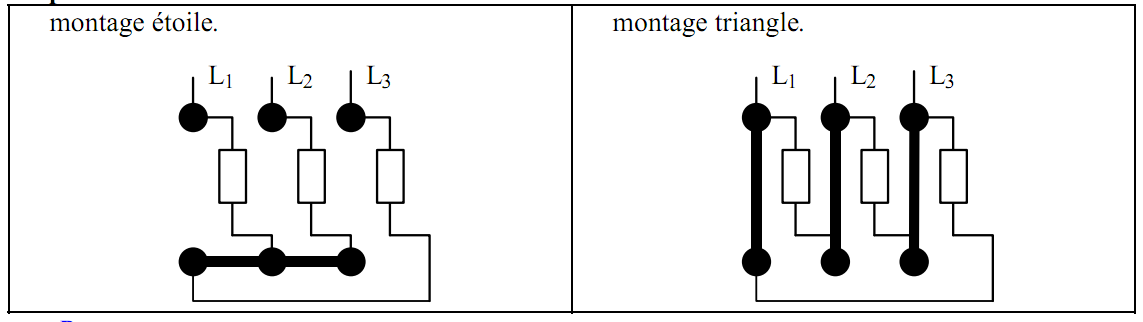 montage étoile.
L1 L2 L3
montage triangle.
L1 L2 L3